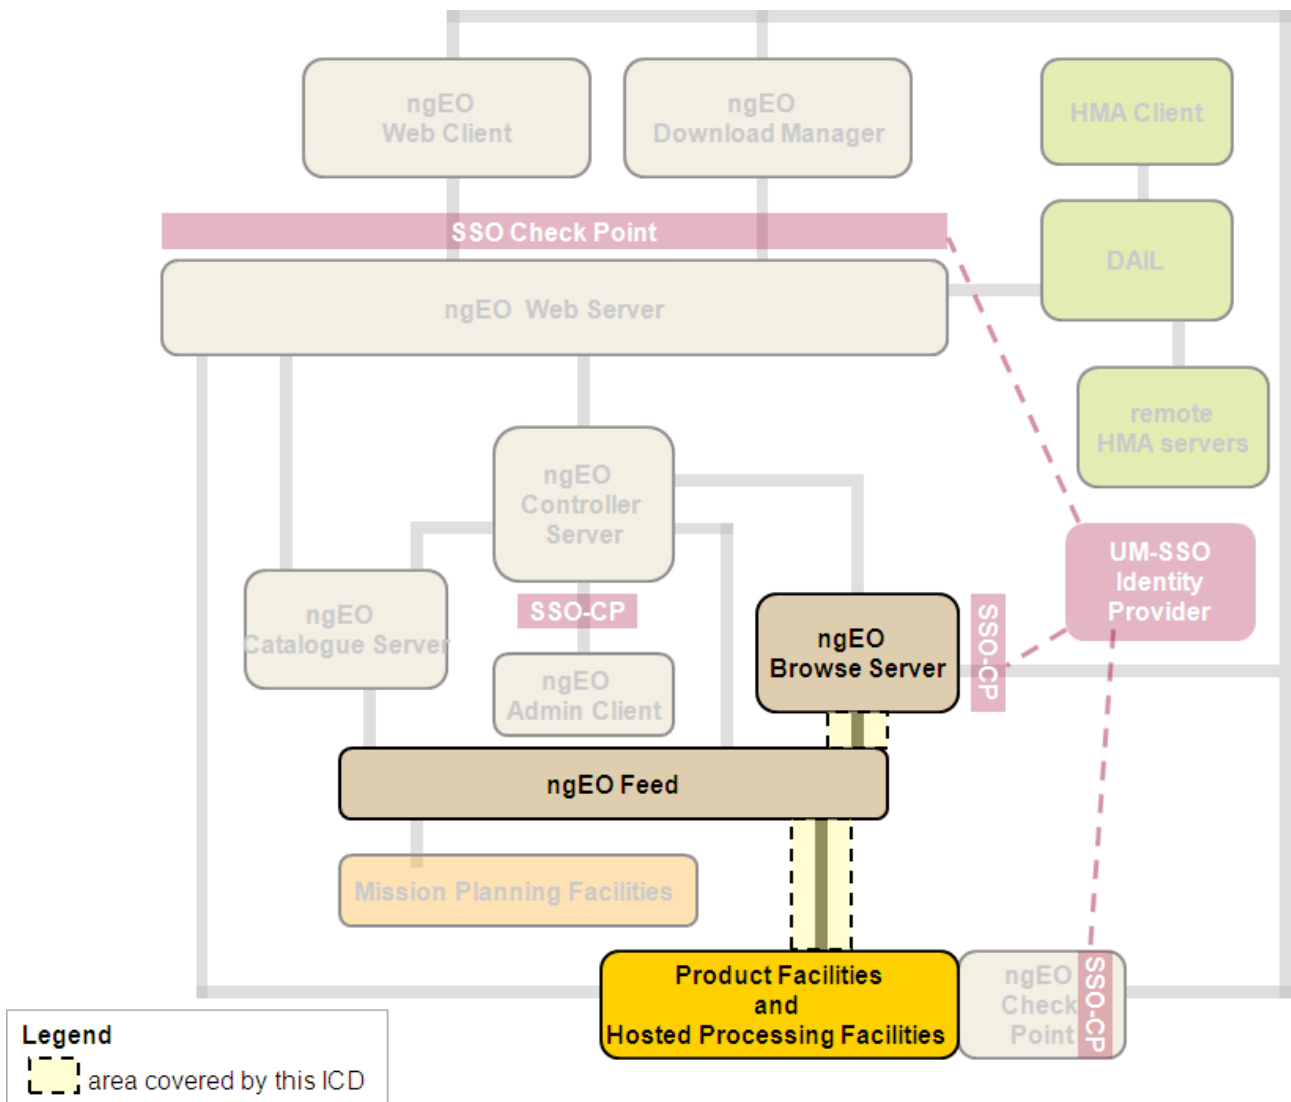 ngEO
Web Client
ngEO
Download Manager
HMA Client
SSO Check Point
DAIL
ngEO Web Server
remote
HMA servers
ngEO
Controller
Server
UM-SSO
Identity
Provider
ngEO
Catalogue Server
SSO-CP
ngEO
Browse Server
SSO-CP
ngEO
Admin Client
ngEO Feed
Mission Planning Facilities
Product Facilities
and
Hosted Processing Facilities
ngEO
Check
Point
SSO-CP
Legend
area covered by this ICD